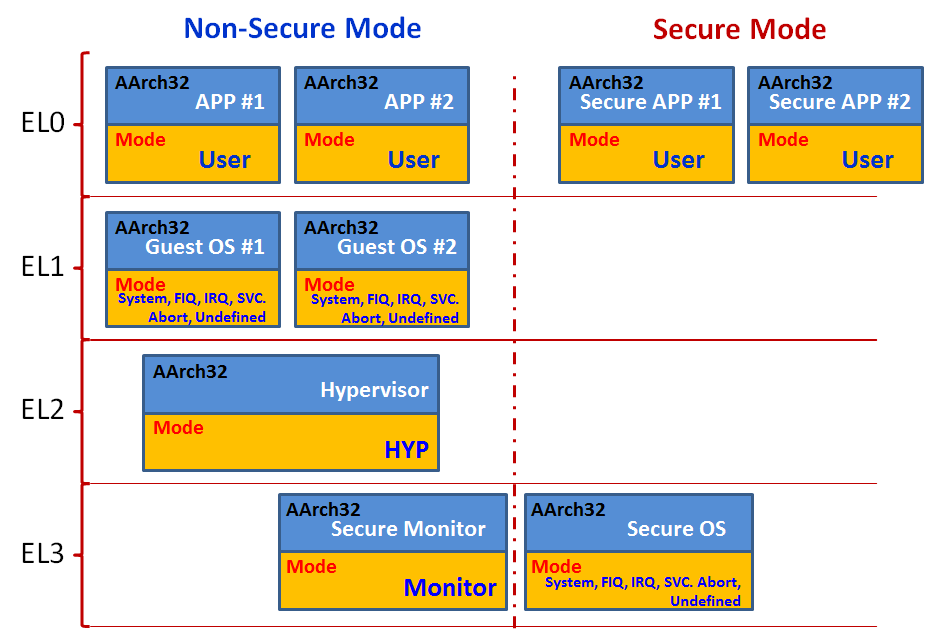 Non-Secure Mode
Secure Mode
EL0
AArch32
APP #1
Mode
User
AArch32
APP #2
Mode
User
AArch32
Secure APP #1
Mode
User
AArch32
Secure APP #2
Mode
User
EL1
AArch32
Guest OS #1
Mode
System, FIQ, IRQ, SVC.
Abort, Undefined
AArch32
Guest OS #2
Mode
System, FIQ, IRQ, SVC.
Abort, Undefined
EL2
AArch32
Hypervisor
Mode
HYP
EL3
AArch32
Secure Monitor
Mode
Monitor
AArch32
Secure OS
Mode
System, FIQ, IRQ, SVC. Abort,
Undefined